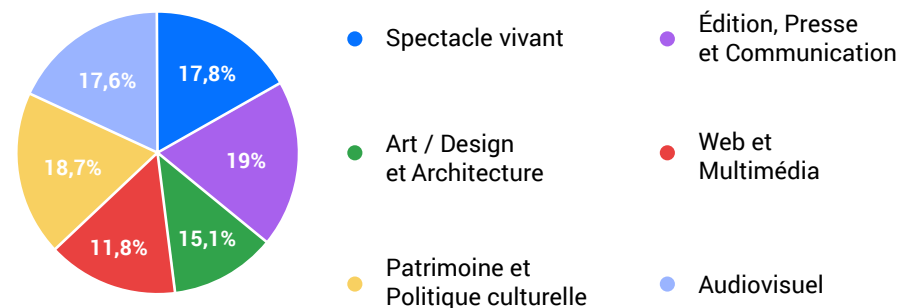 17,6%
17,8%
18,7%
19%
11,8%
15,1%
Spectacle vivant
Édition, Presse
et Communication
Art / Design
et Architecture
Web et
Multimédia
Patrimoine et
Politique culturelle
Audiovisuel